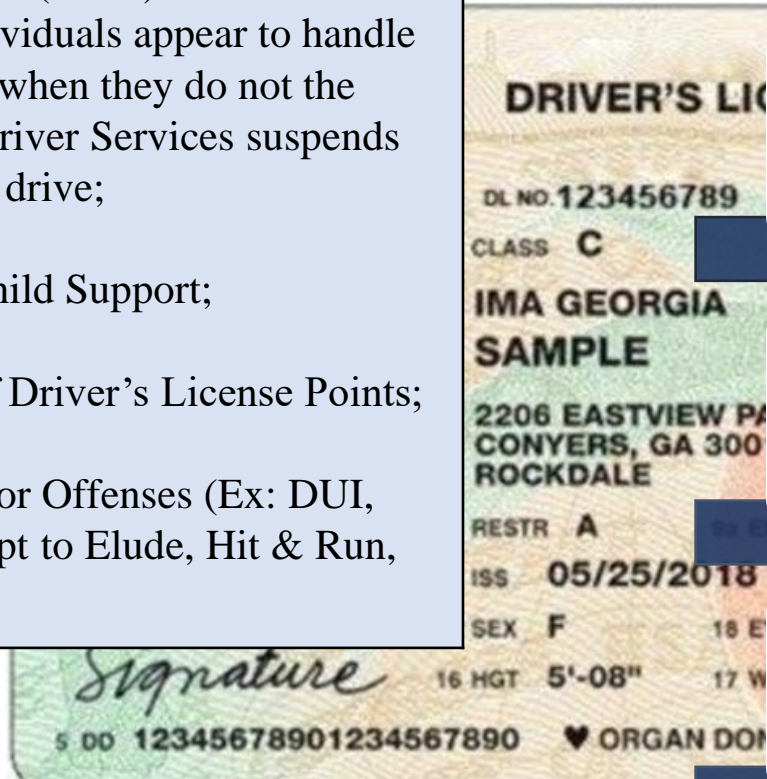 viduals appear to handle
when they do not the
river Services suspends
drive;
hild Support;
Driver’s License Points;
or Offenses (Ex: DUI,
pt to Elude, Hit & Run,
DRIVER'S LIC
DL NO. 123456789
CLASS C
IMA GEORGIA
SAMPLE
2206 EASTVIEW PA
CONYERS, GA 300
ROCKDALE
RESTR A
ISS 05/25/2018
SEX F 18 E
16 HGT 5'-08" 17 W
Signature
5 DD 12345678901234567890 ♥ ORGAN DON